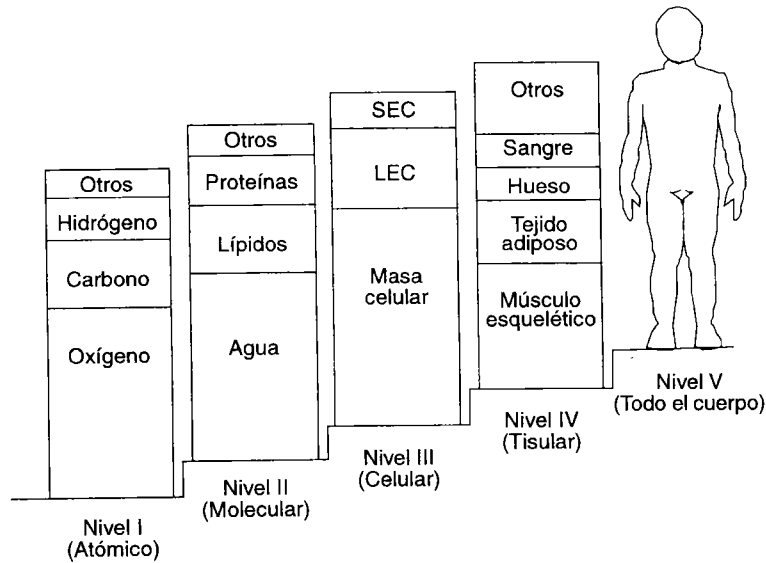 Otros
Hidrógeno
Carbono
Oxígeno
Nivel I
(Atómico)
Otros
Proteínas
Lípidos
Agua
Nivel II
(Molecular)
SEC
LEC
Masa
celular
Nivel III
(Celular)
Otros
Sangre
Hueso
Tejido
adiposo
Músculo
esquelético
Nivel IV
(Tisular)
Nivel V
(Todo el cuerpo)